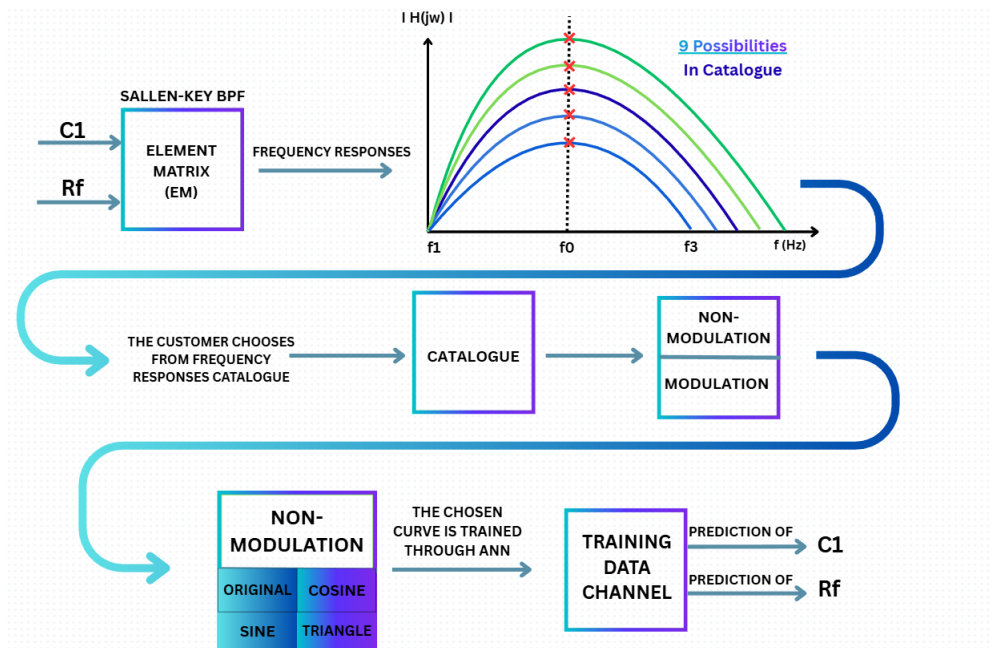 | H(jw) |
9 Possibilities
In Catalogue
SALLEN-KEY BPF
C1
Rf
ELEMENT
MATRIX
(EM)
FREQUENCY RESPONSES
f1
f0
f3
f (Hz)
THE CUSTOMER CHOOSES
FROM FREQUENCY
RESPONSES CATALOGUE
CATALOGUE
NON-
MODULATION
MODULATION
NON-
MODULATION
ORIGINAL
COSINE
SINE
TRIANGLE
THE CHOSEN
CURVE IS TRAINED
THROUGH ANN
TRAINING
DATA
CHANNEL
PREDICTION OF
C1
PREDICTION OF
Rf